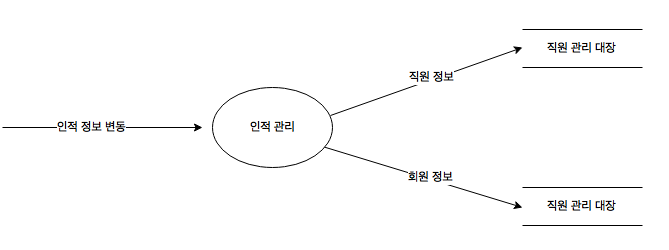 직원 관리 대장
직원 정보
인적 정보 변동
인적 관리
회원 정보
직원 관리 대장